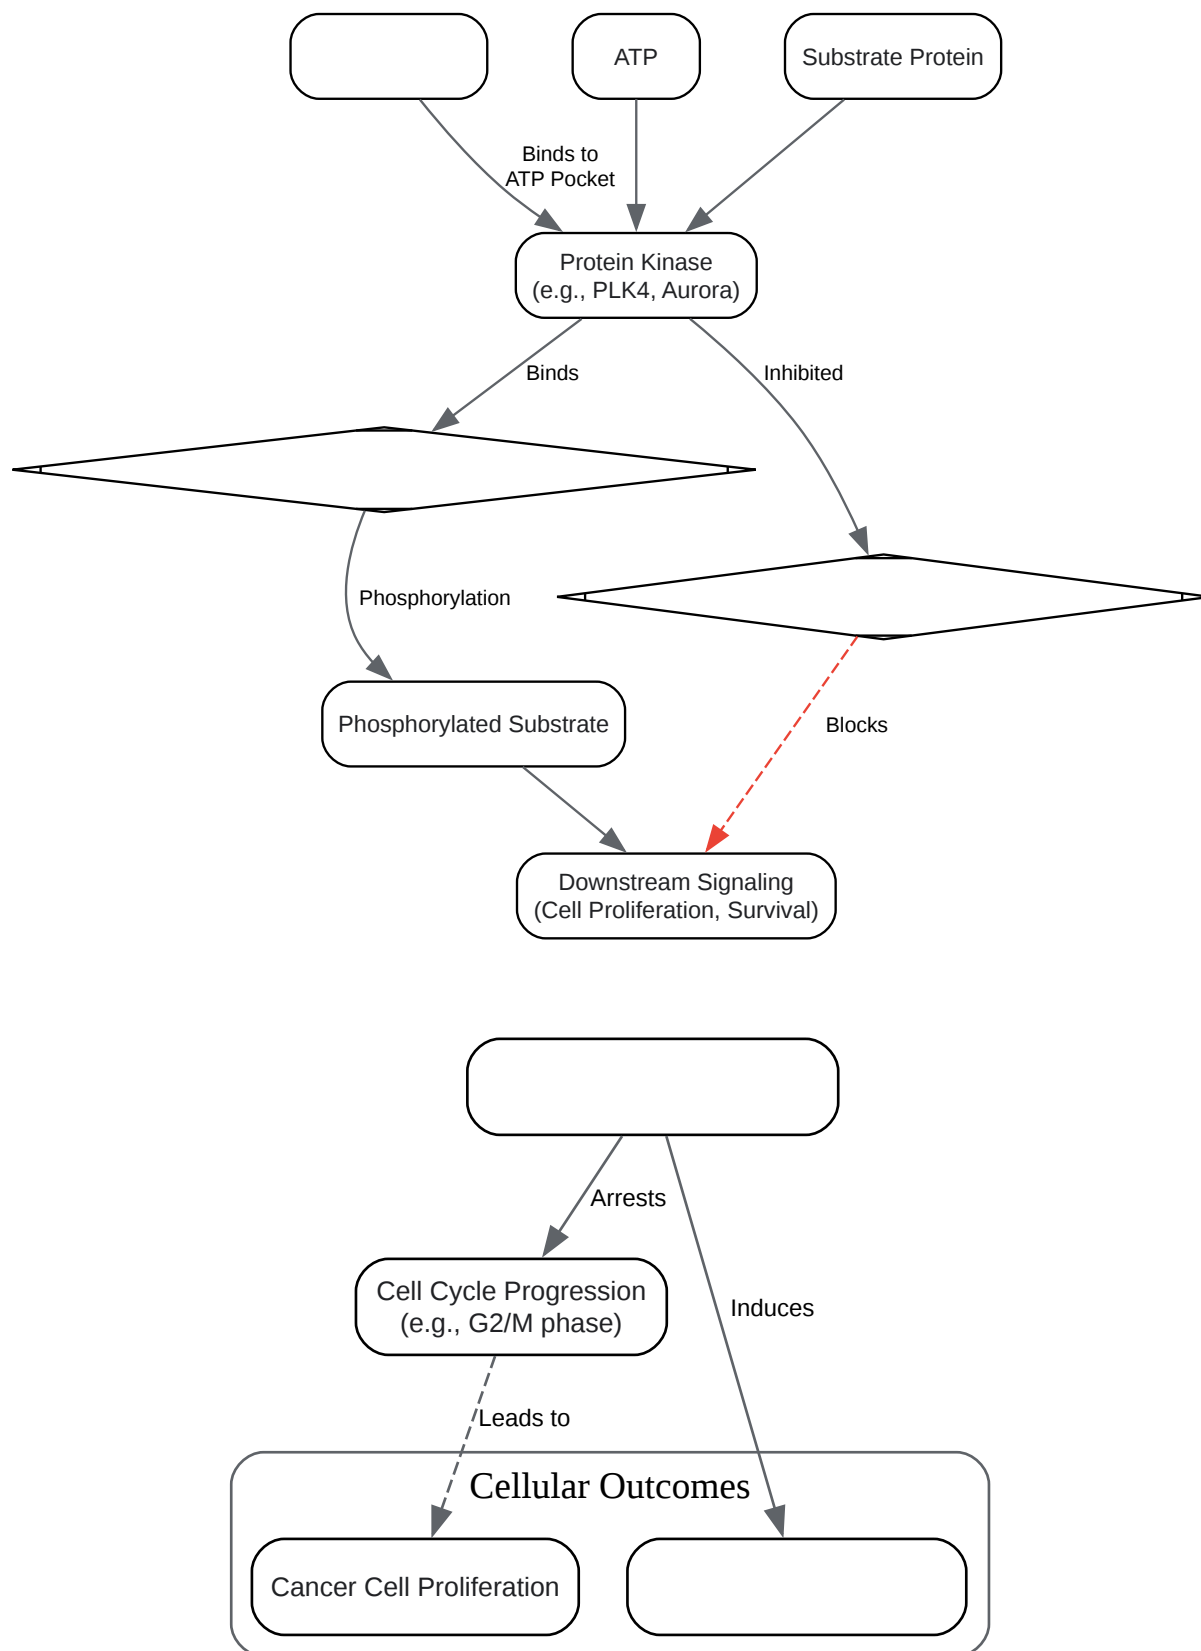 ATP
Substrate Protein
Binds to
ATP Pocket
Protein Kinase
(e.g., PLK4, Aurora)
Binds
Inhibited
Phosphorylation
Phosphorylated Substrate
Blocks
Downstream Signaling
(Cell Proliferation, Survival)
Arrests
Cell Cycle Progression
(e.g., G2/M phase)
Induces
Leads to
Cellular Outcomes
Cancer Cell Proliferation